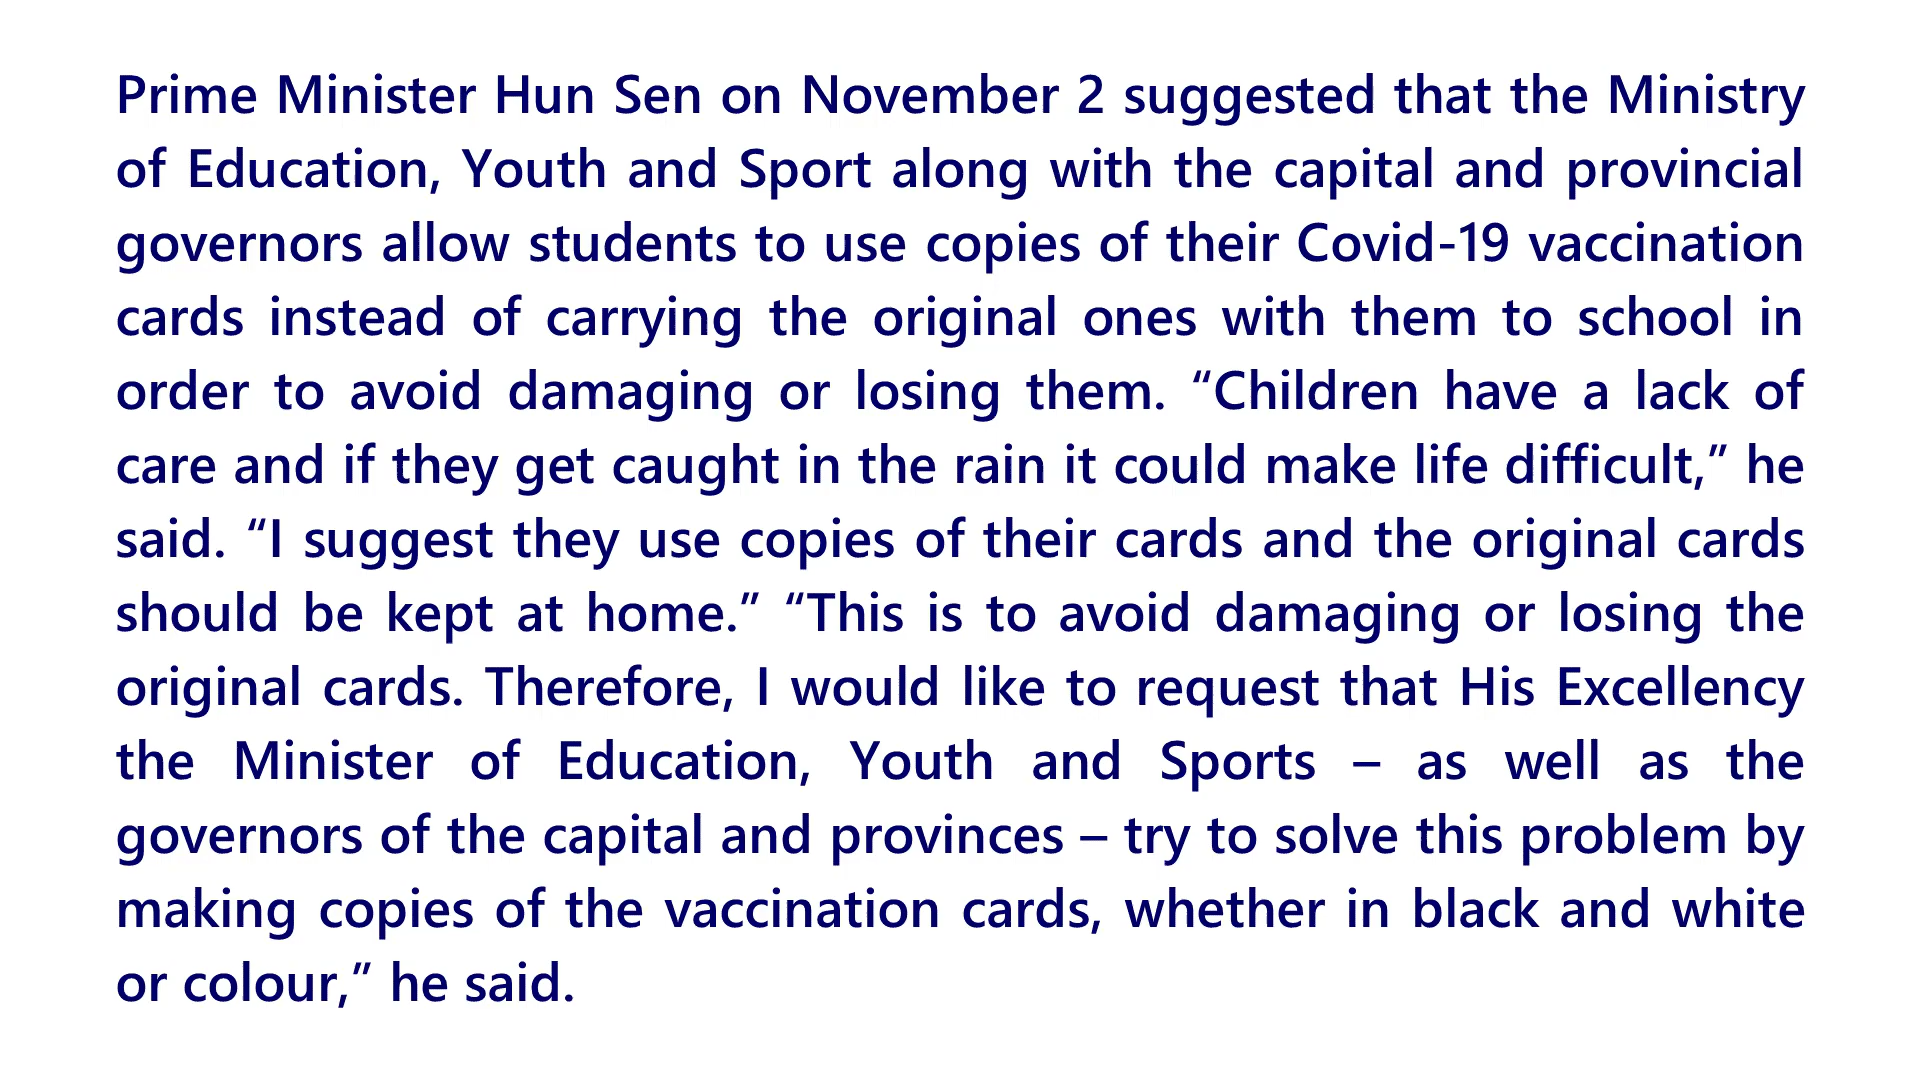 Prime Minister Hun Sen on November 2 suggested that the Ministry
of Education, Youth and Sport along with the capital and provincial
governors allow students to use copies of their Covid-19 vaccination
cards instead of carrying the original ones with them to school in
order to avoid damaging or losing them. “Children have a lack of
care and if they get caught in the rain it could make life difficult,” he
said. “I suggest they use copies of their cards and the original cards
should be kept at home.” “This is to avoid damaging or losing the
original cards. Therefore, I would like to request that His Excellency
the Minister of Education, Youth and Sports – as well as the
governors of the capital and provinces – try to solve this problem by
making copies of the vaccination cards, whether in black and white
or colour,” he said.